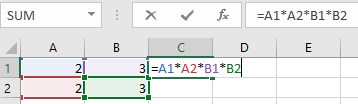 SUM fx =A1*A2*B1*B2
A B C D E
1 2 3 =A1*A2*B1*B2
2 2 3